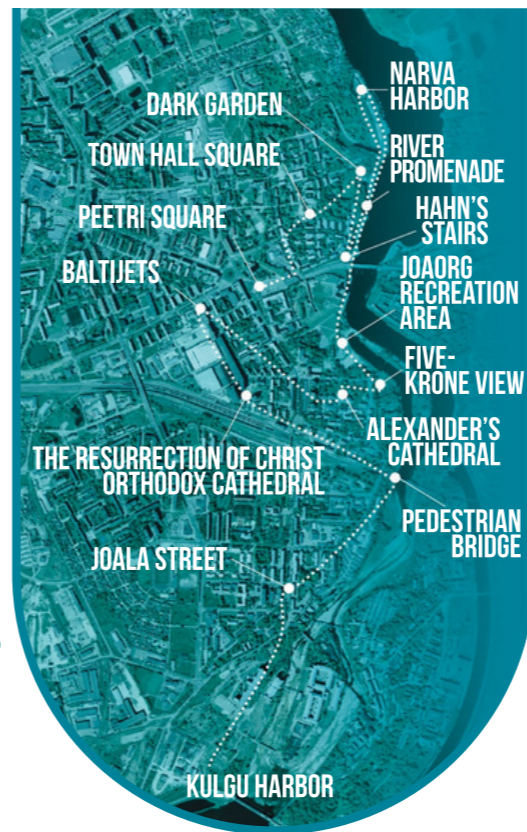 NARVA
HARBOR
DARK GARDEN
RIVER
PROMENADE
TOWN HALL SQUARE
HAHN'S
STAIRS
PEETRI SQUARE
JOAORG
RECREATION
AREA
BALTIJETS
FIVE-
KRONE VIEW
ALEXANDER'S
CATHEDRAL
THE RESURRECTION OF CHRIST
ORTHODOX CATHEDRAL
PEDESTRIAN
BRIDGE
JOALA STREET
KULGU HARBOR